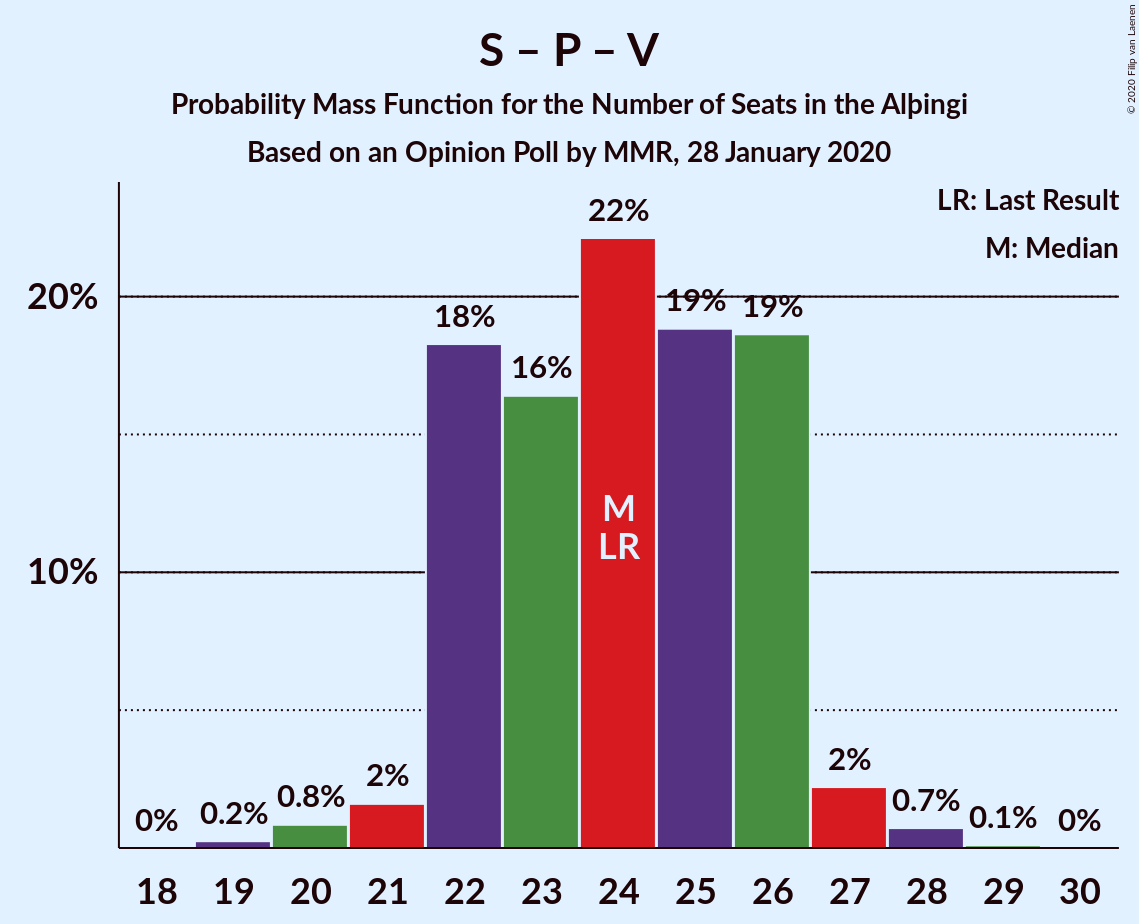 S – P – V
Probability Mass Function for the Number of Seats in the Alþingi
Based on an Opinion Poll by MMR, 28 January 2020
© 2020 Filip van Laenen
LR: Last Result
M: Median
20%
10%
0%
0.2%
0.8%
2%
18%
16%
22%
19%
19%
2%
0.7%
0.1%
0%
M
LR
18 19 20 21 22 23 24 25 26 27 28 29 30